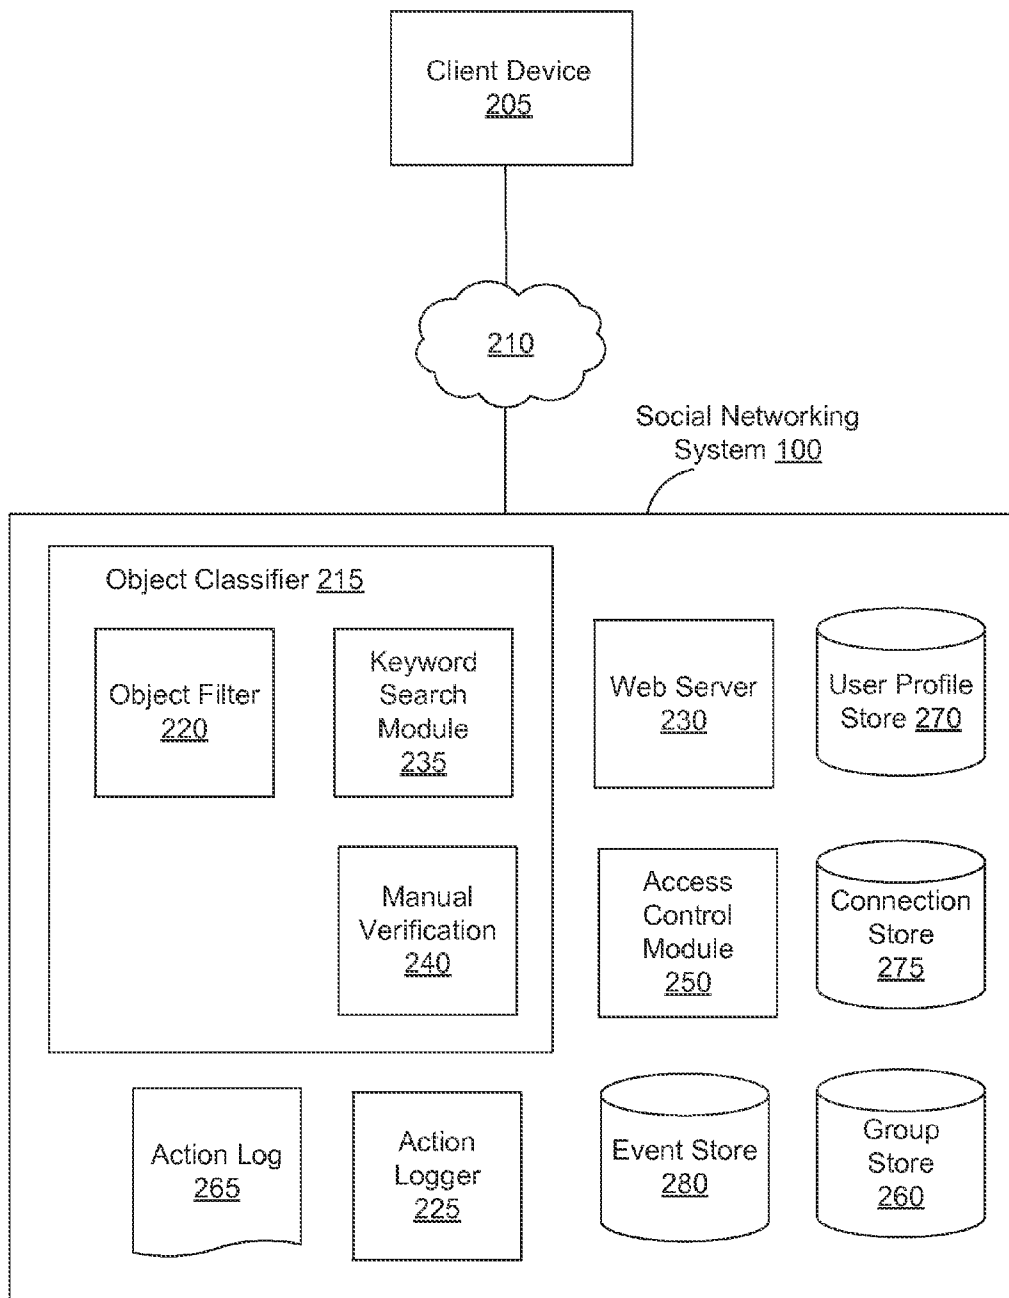 Client Device
205
210
Social Networking
System 100
Object Classifier 215
Object Filter
220
Keyword
Search
Module
235
Web Server
230
User Profile
Store 270
Manual
Verification
240
Access
Control
Module
250
Connection
Store
275
Action Log
265
Action
Logger
225
Event Store
280
Group
Store
260